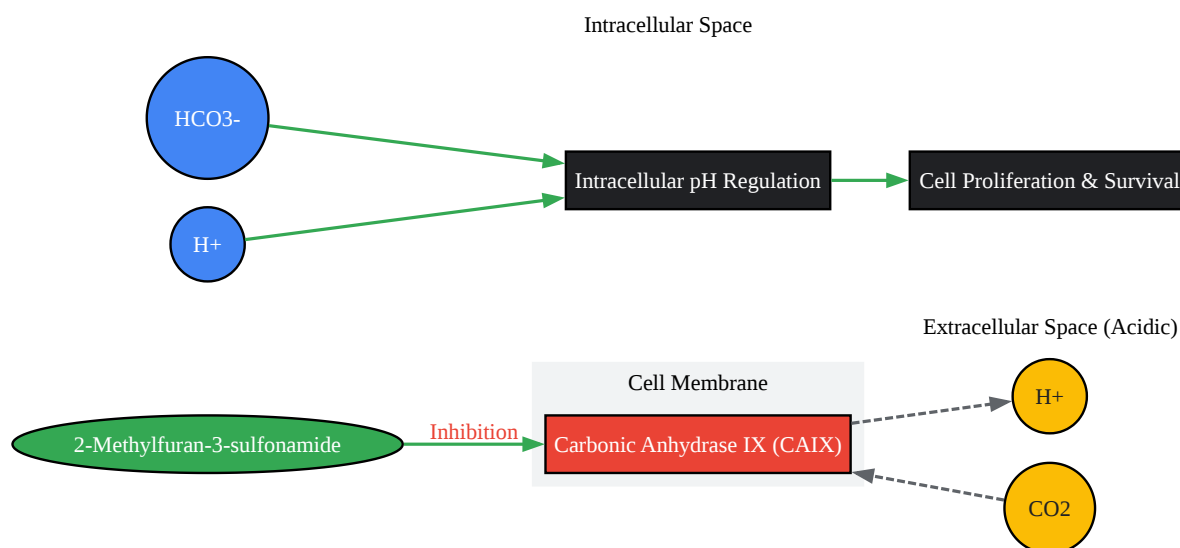 Intracellular Space
HCO3-
Intracellular pH Regulation
Cell Proliferation & Survival
H+
Extracellular Space (Acidic)
Cell Membrane
H+
2-Methylfuran-3-sulfonamide
Inhibition
Carbonic Anhydrase IX (CAIX)
CO2